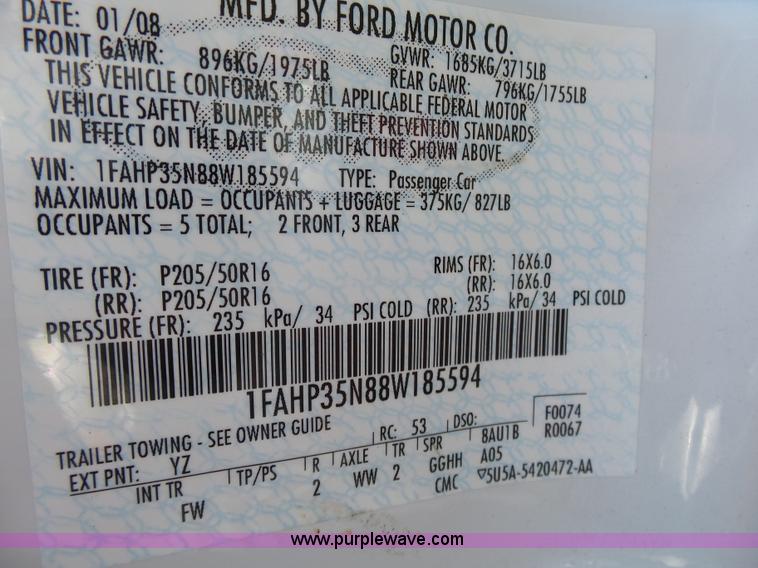 DATE: 01/08 MFD. BY FORD MOTOR CO.
FRONT GAWR: 896KG/1975LB GVWR: 1685KG/3715LB
REAR GAWR: 796KG/1755LB
THIS VEHICLE CONFORMS TO ALL APPLICABLE FEDERAL MOTOR
VEHICLE SAFETY, BUMPER, AND THEFT PREVENTION STANDARDS
IN EFFECT ON THE DATE OF MANUFACTURE SHOWN ABOVE.
VIN: 1FAHP35N88W185594 TYPE: Passenger Car
MAXIMUM LOAD = OCCUPANTS + LUGGAGE = 375KG/ 827LB
OCCUPANTS = 5 TOTAL; 2 FRONT, 3 REAR
TIRE (FR): P205/50R16 RIMS (FR): 16X6.0
(RR): P205/50R16 (RR): 16X6.0
PRESSURE (FR): 235 kPa/ 34 PSI COLD (RR): 235 kPa/ 34 PSI COLD
1FAHP35N88W185594
TRAILER TOWING - SEE OWNER GUIDE
EXT PNT: YZ RC: 53 DSO: F0074
R0067
INT TR TP/PS R AXLE TR SPR 8AU1B
FW 2 WW 2 GGHH A05
CMC ▽5U5A-5420472-AA
www.purplewave.com